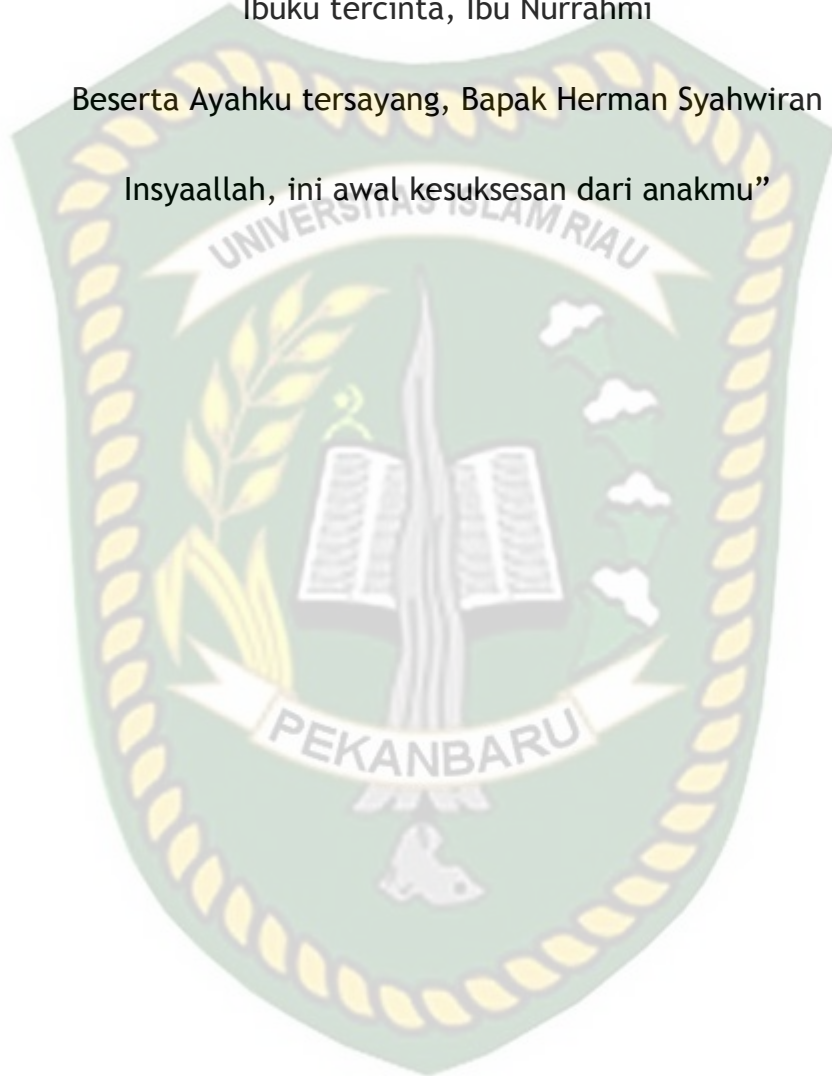 Ibuku tercinta, Ibu Nurrahmi
Beserta Ayahku tersayang, Bapak Herman Syahwiran
Insyaallah, ini awal kesuksesan dari anakmu”
UNIVERSITAS ISLAM RIAU
PEKANBARU